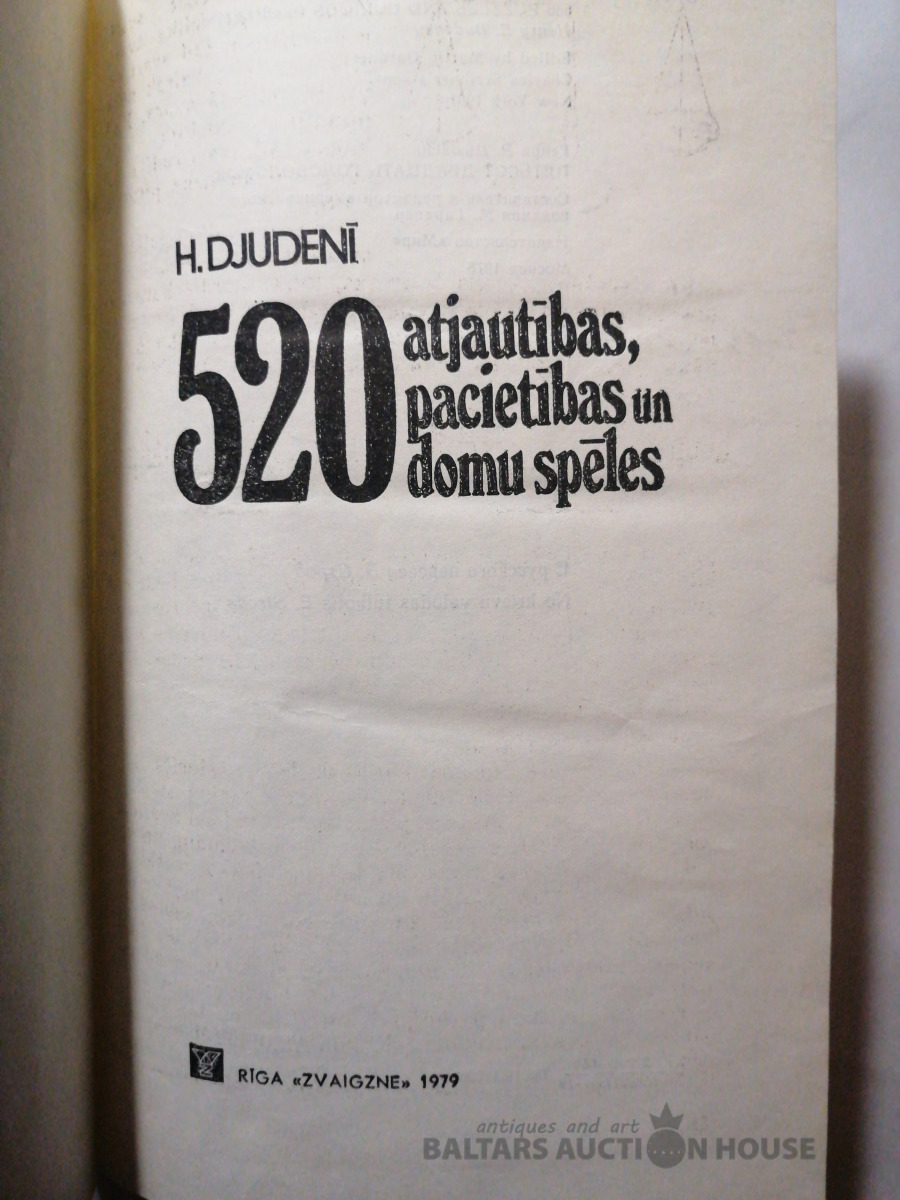 H. DJUDENĪ
520 atjautības,
pacietības un
domu spēles
RĪGA «ZVAIGZNE» 1979
antiques and art
BALTARS AUCTION HOUSE